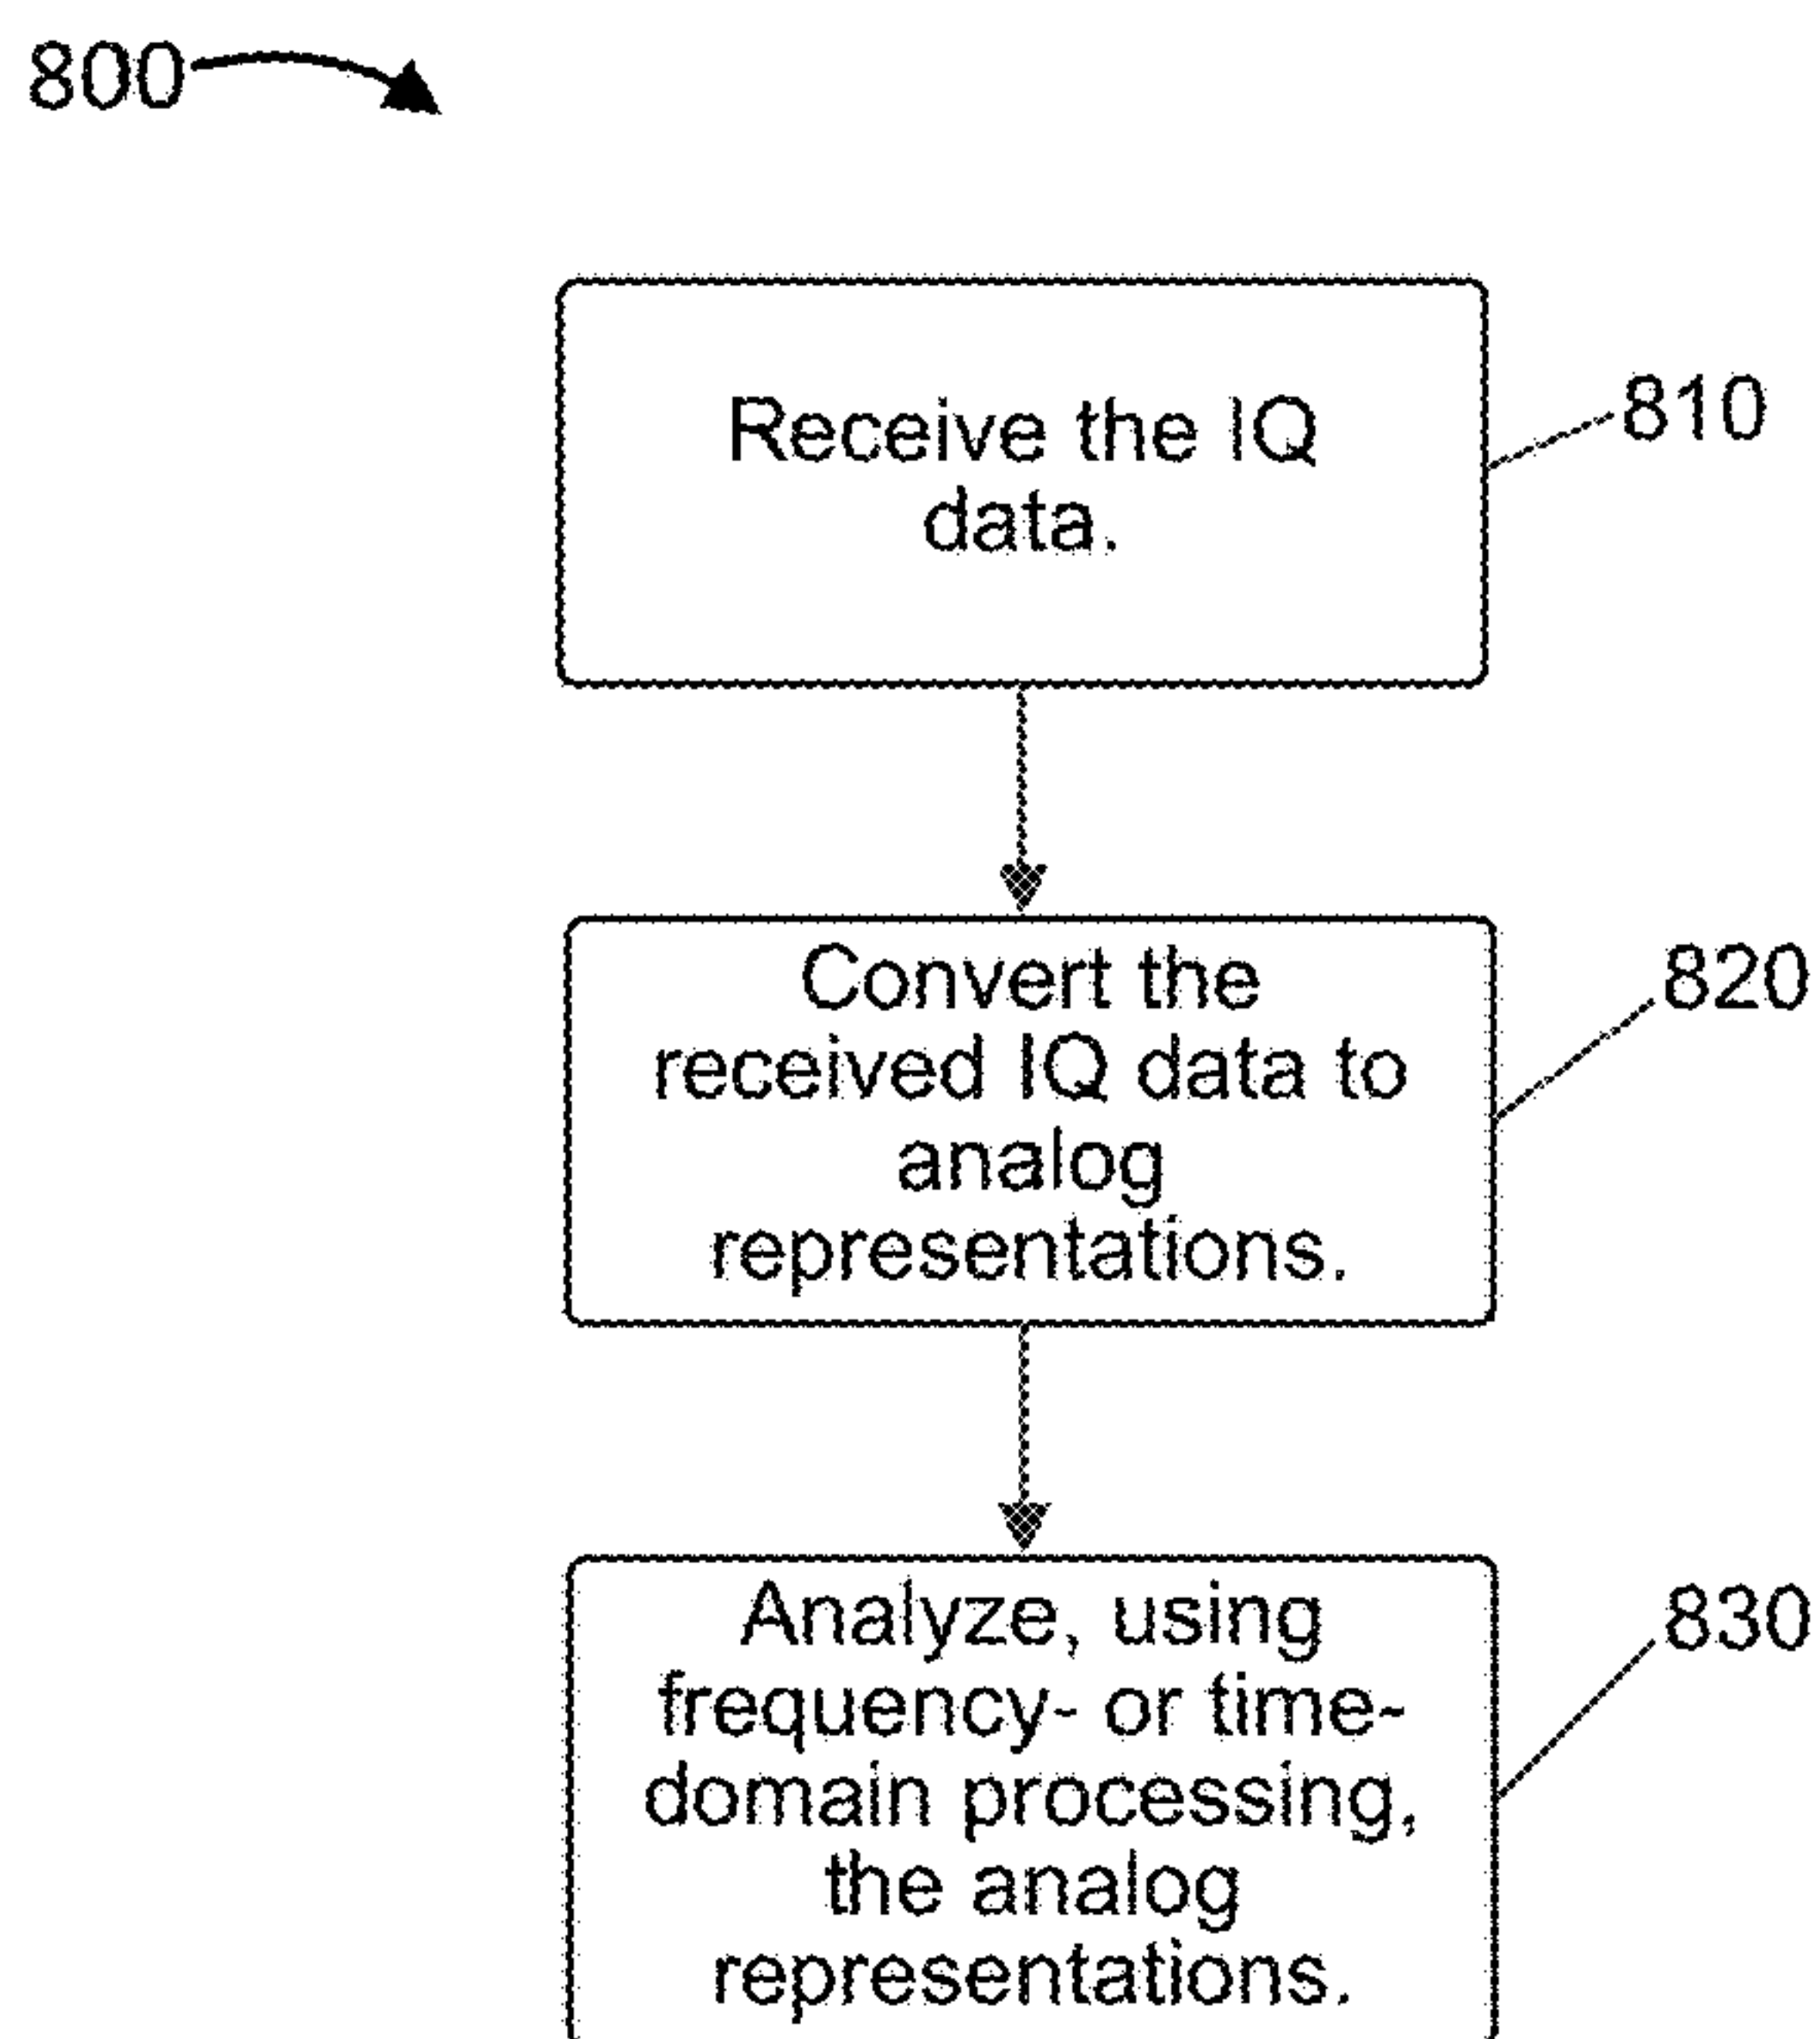 800
Receive the IQ
data.
810
Convert the
received IQ data to
analog
representations.
820
Analyze, using
frequency- or time-
domain processing,
the analog
representations.
830